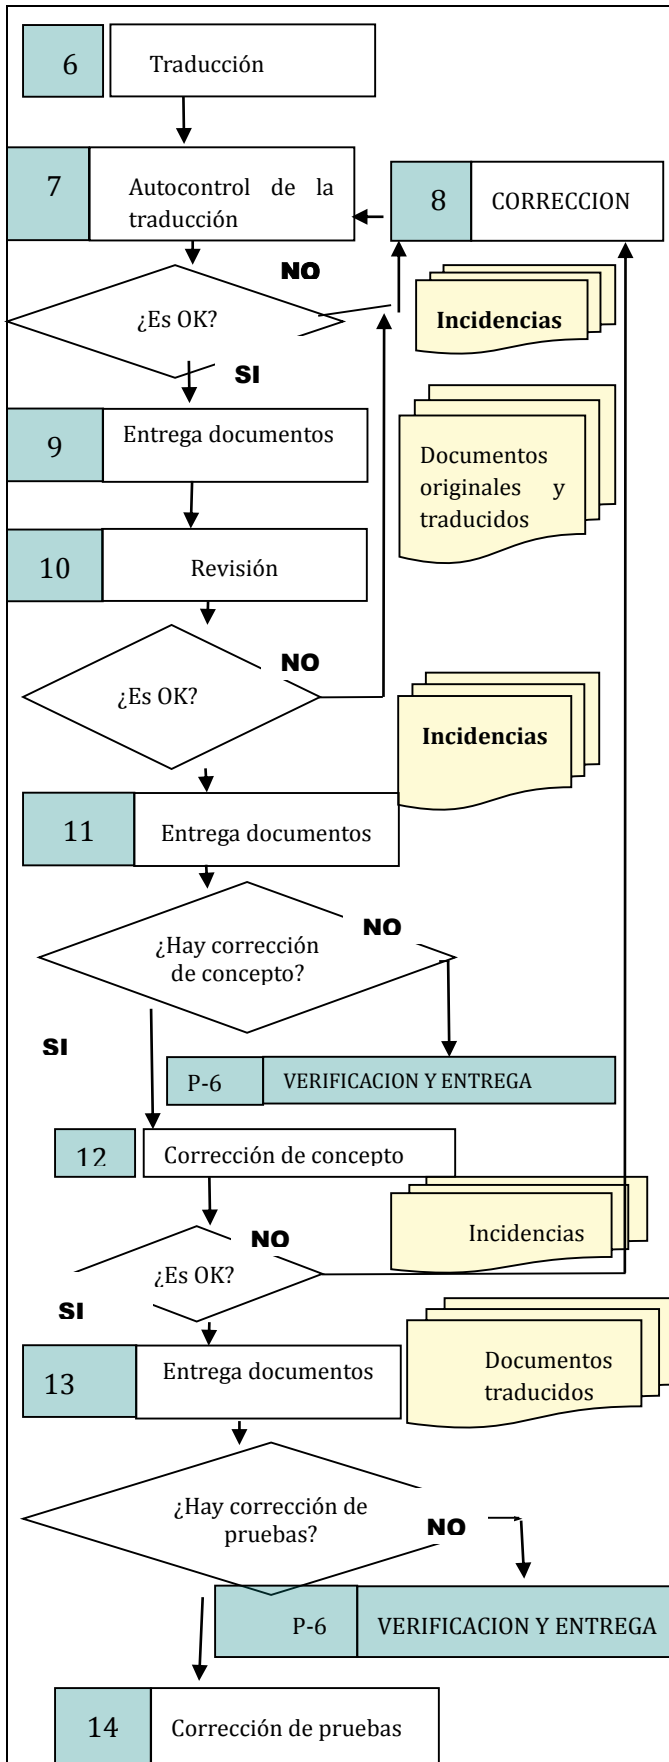 6
Traducción
7
Autocontrol de la
traducción
8
CORRECCION
NO
¿Es OK?
Incidencias
SI
9
Entrega documentos
Documentos
originales y
traducidos
10
Revisión
NO
¿Es OK?
Incidencias
11
Entrega documentos
NO
¿Hay corrección
de concepto?
SI
P-6
VERIFICACION Y ENTREGA
12
Corrección de concepto
NO
Incidencias
¿Es OK?
SI
13
Entrega documentos
Documentos
traducidos
¿Hay corrección de
pruebas?
NO
P-6
VERIFICACION Y ENTREGA
14
Corrección de pruebas